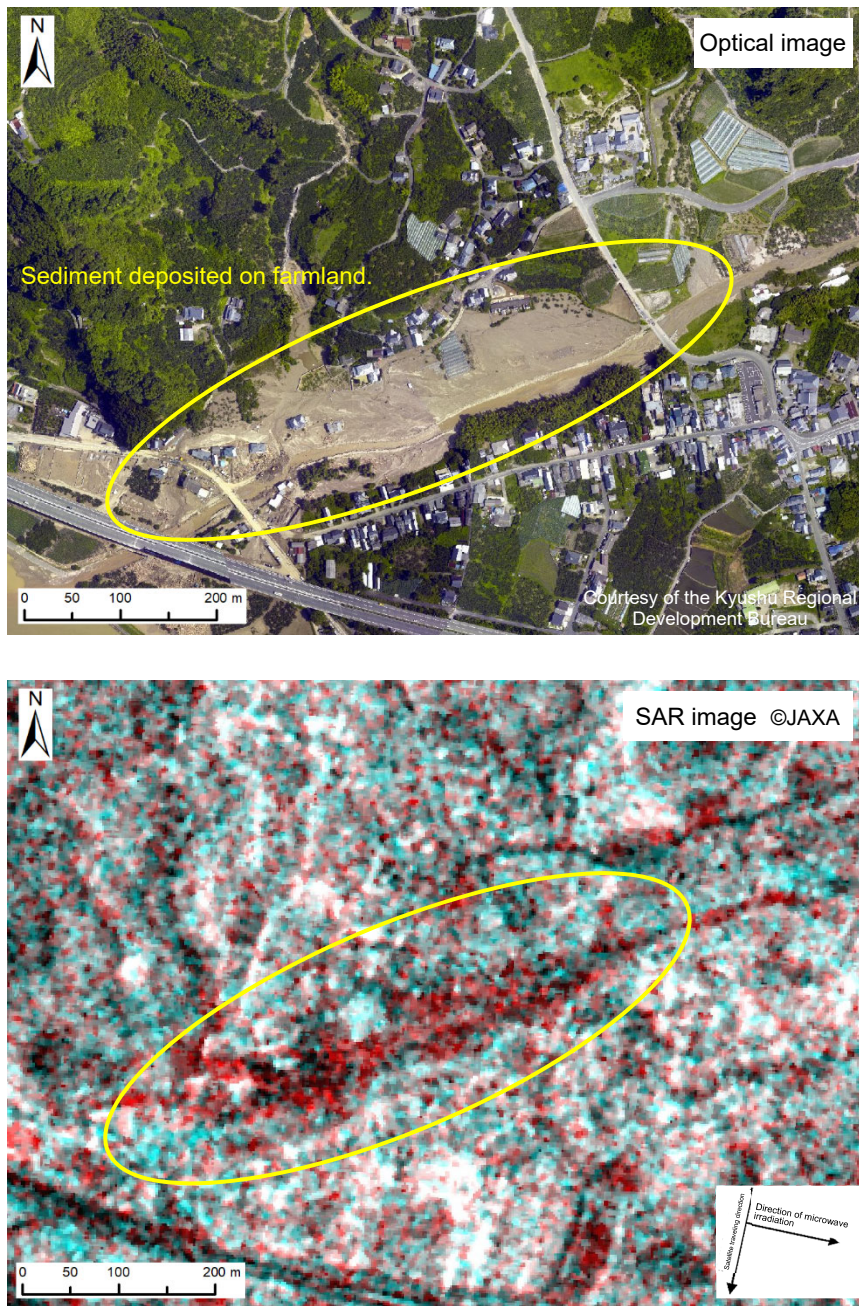 N
Optical image
Sediment deposited on farmland.
Courtesy of the Kyushu Regional
Development Bureau
0 50 100 200 m
N
SAR image ©JAXA
Direction of microwave
irradiation
Satellite traveling direction
0 50 100 200 m